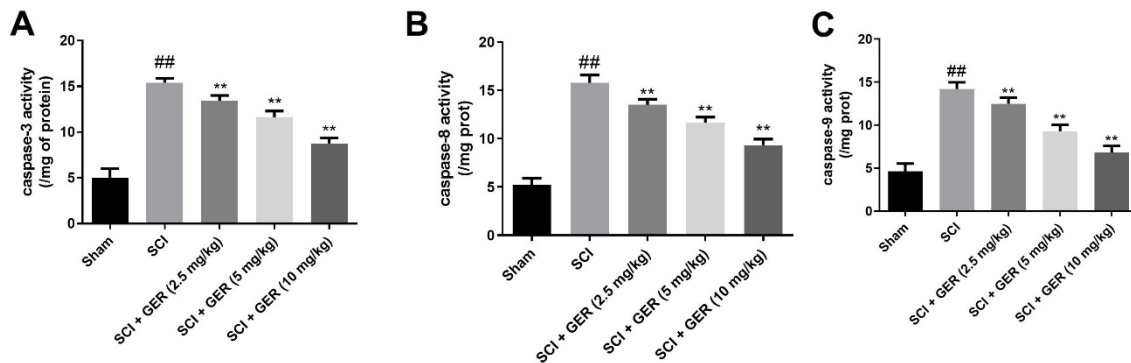 A
caspase-3 activity
(/mg of protein)
20
15
10
5
0
##
**
**
**
Sham
SCI
SCI + GER (2.5 mg/kg)
SCI + GER (5 mg/kg)
SCI + GER (10 mg/kg)
B
caspase-8 activity
(/mg prot)
20
15
10
5
0
##
**
**
**
Sham
SCI
SCI + GER (2.5 mg/kg)
SCI + GER (5 mg/kg)
SCI + GER (10 mg/kg)
C
caspase-9 activity
(/mg prot)
20
15
10
5
0
##
**
**
**
Sham
SCI
SCI + GER (2.5 mg/kg)
SCI + GER (5 mg/kg)
SCI + GER (10 mg/kg)